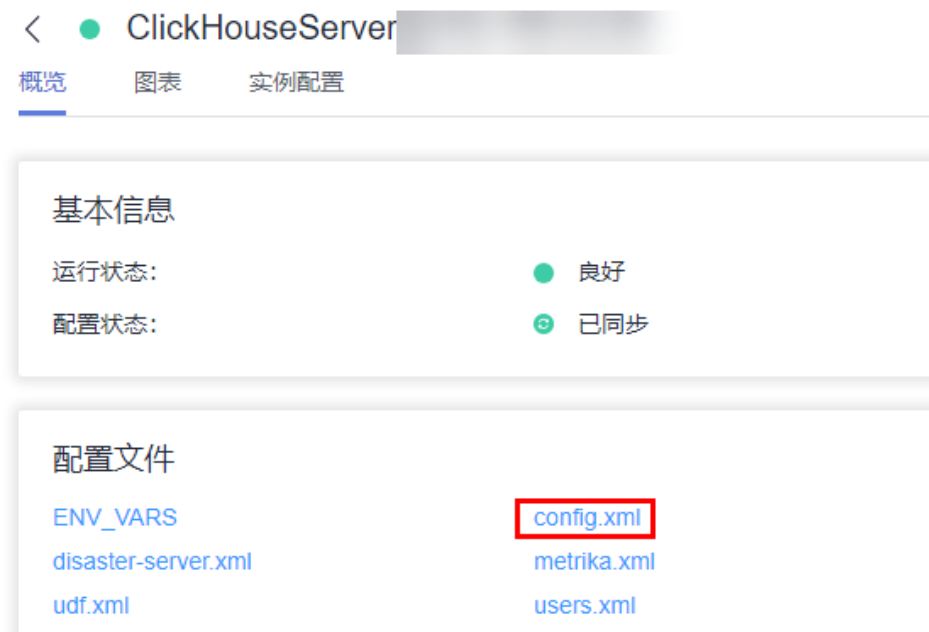 ClickHouseServer
概览 图表 实例配置
基本信息
运行状态： 良好
配置状态： 已同步
配置文件
ENV_VARS config.xml
disaster-server.xml metrika.xml
udf.xml users.xml